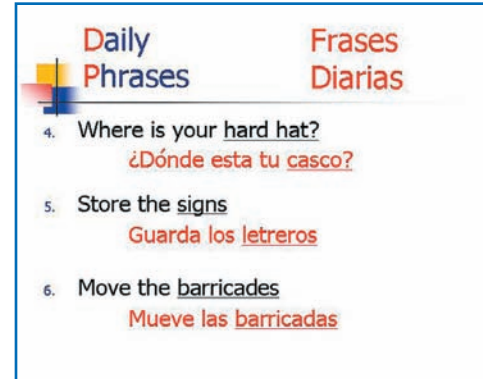 Daily Phrases
Frases Diarias
4. Where is your hard hat?
¿Dónde esta tu casco?
5. Store the signs
Guarda los letreros
6. Move the barricades
Mueve las barricadas